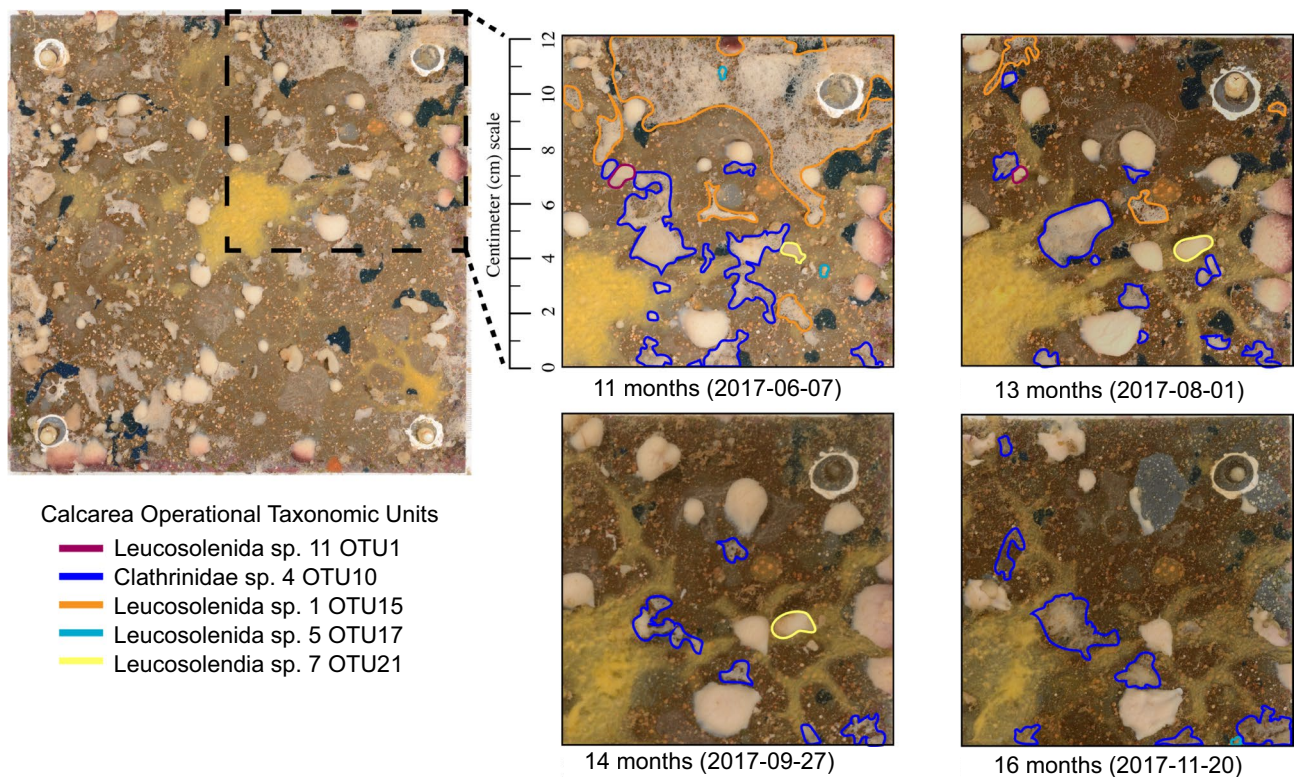 12
10
8
6
4
2
0
Centimeter (cm) scale
11 months (2017-06-07)
13 months (2017-08-01)
14 months (2017-09-27)
16 months (2017-11-20)
Calcarea Operational Taxonomic Units
Leucosolenida sp. 11 OTU1
Clathrinidae sp. 4 OTU10
Leucosolenida sp. 1 OTU15
Leucosolenida sp. 5 OTU17
Leucosolendia sp. 7 OTU21